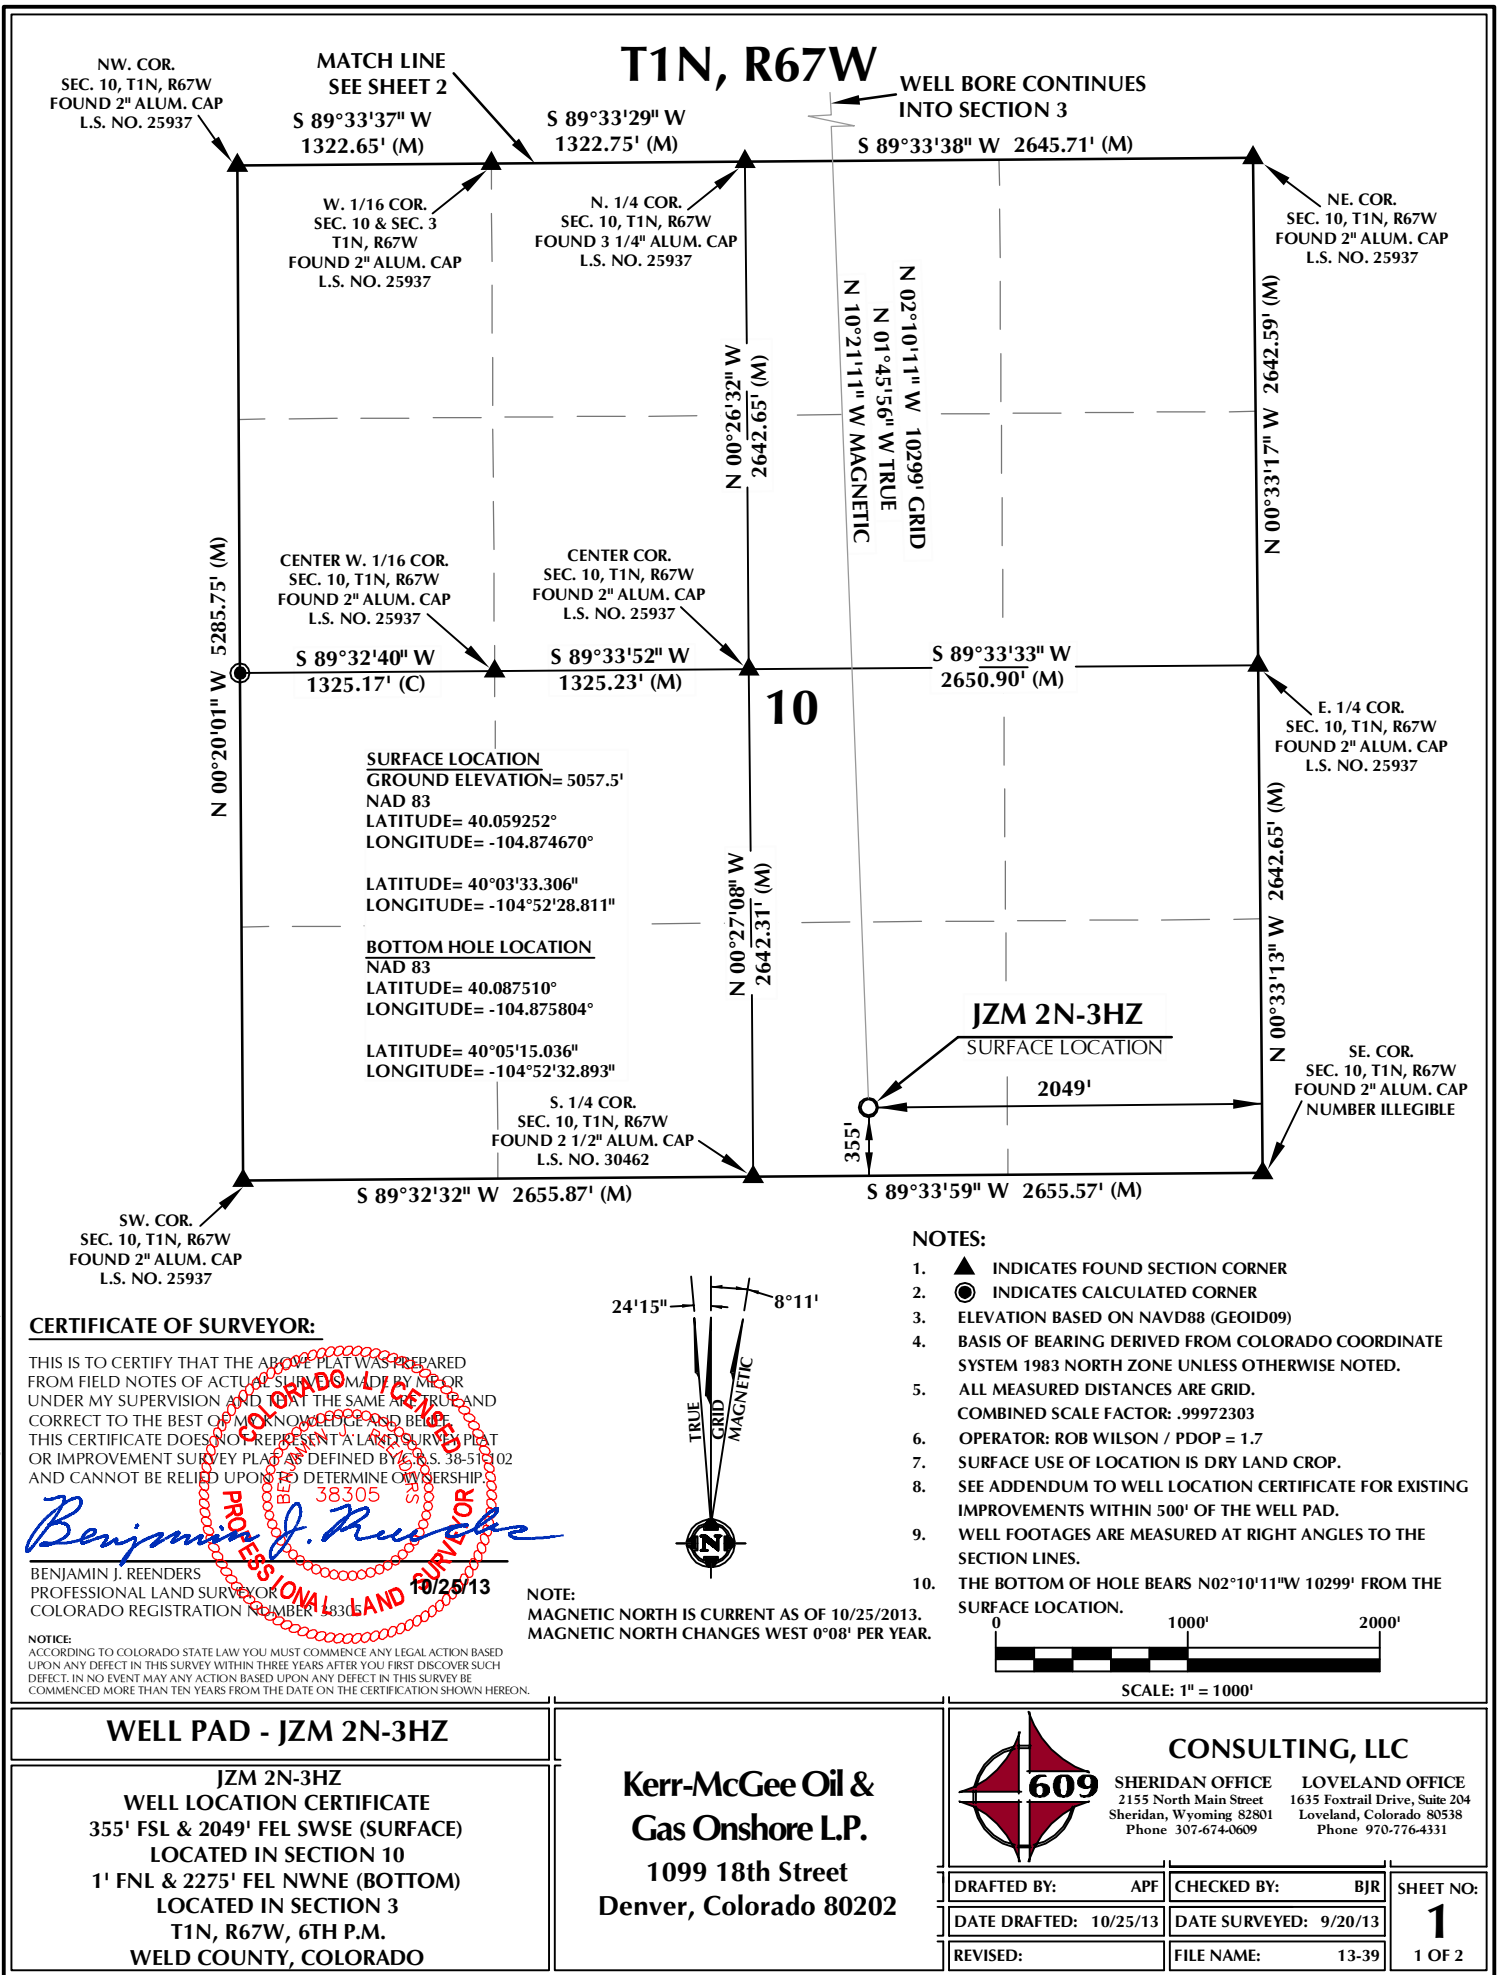 T1N, R67W
NW. COR.
SEC. 10, T1N, R67W
FOUND 2" ALUM. CAP
L.S. NO. 25937
MATCH LINE
SEE SHEET 2
WELL BORE CONTINUES
INTO SECTION 3
S 89°33'37" W
1322.65' (M)
S 89°33'29" W
1322.75' (M)
S 89°33'38" W 2645.71' (M)
W. 1/16 COR.
SEC. 10 & SEC. 3
T1N, R67W
FOUND 2" ALUM. CAP
L.S. NO. 25937
N. 1/4 COR.
SEC. 10, T1N, R67W
FOUND 3 1/4" ALUM. CAP
L.S. NO. 25937
NE. COR.
SEC. 10, T1N, R67W
FOUND 2" ALUM. CAP
L.S. NO. 25937
N 00°26'32" W
2642.65' (M)
N 02°10'11" W 10299' GRID
N 01°45'56" W TRUE
N 10°21'11" W MAGNETIC
N 00°33'17" W 2642.59' (M)
N 00°20'01" W 5285.75' (M)
CENTER W. 1/16 COR.
SEC. 10, T1N, R67W
FOUND 2" ALUM. CAP
L.S. NO. 25937
CENTER COR.
SEC. 10, T1N, R67W
FOUND 2" ALUM. CAP
L.S. NO. 25937
S 89°32'40" W
1325.17' (C)
S 89°33'52" W
1325.23' (M)
S 89°33'33" W
2650.90' (M)
10
E. 1/4 COR.
SEC. 10, T1N, R67W
FOUND 2" ALUM. CAP
L.S. NO. 25937
SURFACE LOCATION
GROUND ELEVATION= 5057.5'
NAD 83
LATITUDE= 40.059252°
LONGITUDE= -104.874670°
LATITUDE= 40°03'33.306"
LONGITUDE= -104°52'28.811"
BOTTOM HOLE LOCATION
NAD 83
LATITUDE= 40.087510°
LONGITUDE= -104.875804°
LATITUDE= 40°05'15.036"
LONGITUDE= -104°52'32.893"
N 00°27'08" W
2642.31' (M)
N 00°33'13" W 2642.65' (M)
JZM 2N-3HZ
SURFACE LOCATION
2049'
355'
SE. COR.
SEC. 10, T1N, R67W
FOUND 2" ALUM. CAP
NUMBER ILLEGIBLE
S. 1/4 COR.
SEC. 10, T1N, R67W
FOUND 2 1/2" ALUM. CAP
L.S. NO. 30462
S 89°32'32" W 2655.87' (M)
S 89°33'59" W 2655.57' (M)
SW. COR.
SEC. 10, T1N, R67W
FOUND 2" ALUM. CAP
L.S. NO. 25937
NOTES:
1. INDICATES FOUND SECTION CORNER
2. INDICATES CALCULATED CORNER
3. ELEVATION BASED ON NAVD88 (GEOID09)
4. BASIS OF BEARING DERIVED FROM COLORADO COORDINATE
SYSTEM 1983 NORTH ZONE UNLESS OTHERWISE NOTED.
5. ALL MEASURED DISTANCES ARE GRID.
COMBINED SCALE FACTOR: .99972303
6. OPERATOR: ROB WILSON / PDOP = 1.7
7. SURFACE USE OF LOCATION IS DRY LAND CROP.
8. SEE ADDENDUM TO WELL LOCATION CERTIFICATE FOR EXISTING
IMPROVEMENTS WITHIN 500' OF THE WELL PAD.
9. WELL FOOTAGES ARE MEASURED AT RIGHT ANGLES TO THE
SECTION LINES.
10. THE BOTTOM OF HOLE BEARS N02°10'11"W 10299' FROM THE
SURFACE LOCATION.
0 1000' 2000'
SCALE: 1" = 1000'
24'15"
8°11'
TRUE
GRID
MAGNETIC
N
NOTE:
MAGNETIC NORTH IS CURRENT AS OF 10/25/2013.
MAGNETIC NORTH CHANGES WEST 0°08' PER YEAR.
CERTIFICATE OF SURVEYOR:
THIS IS TO CERTIFY THAT THE ABOVE PLAT WAS PREPARED
FROM FIELD NOTES OF ACTUAL SURVEYS MADE BY ME OR
UNDER MY SUPERVISION AND THAT THE SAME ARE TRUE AND
CORRECT TO THE BEST OF MY KNOWLEDGE AND BELIEF.
THIS CERTIFICATE DOES NOT REPRESENT A LAND SURVEY PLAT
OR IMPROVEMENT SURVEY PLAT AS DEFINED BY C.R.S. 38-51-102
AND CANNOT BE RELIED UPON TO DETERMINE OWNERSHIP.
COLORADO LICENSED
PROFESSIONAL LAND SURVEYOR
BENJAMIN J. REENDERS
38305
Benjamin J. Reenders
10/25/13
BENJAMIN J. REENDERS
PROFESSIONAL LAND SURVEYOR
COLORADO REGISTRATION NUMBER 38305
NOTICE:
ACCORDING TO COLORADO STATE LAW YOU MUST COMMENCE ANY LEGAL ACTION BASED
UPON ANY DEFECT IN THIS SURVEY WITHIN THREE YEARS AFTER YOU FIRST DISCOVER SUCH
DEFECT. IN NO EVENT MAY ANY ACTION BASED UPON ANY DEFECT IN THIS SURVEY BE
COMMENCED MORE THAN TEN YEARS FROM THE DATE ON THE CERTIFICATION SHOWN HEREON.
WELL PAD - JZM 2N-3HZ
JZM 2N-3HZ
WELL LOCATION CERTIFICATE
355' FSL & 2049' FEL SWSE (SURFACE)
LOCATED IN SECTION 10
1' FNL & 2275' FEL NWNE (BOTTOM)
LOCATED IN SECTION 3
T1N, R67W, 6TH P.M.
WELD COUNTY, COLORADO
Kerr-McGee Oil &
Gas Onshore L.P.
1099 18th Street
Denver, Colorado 80202
609
CONSULTING, LLC
SHERIDAN OFFICE
2155 North Main Street
Sheridan, Wyoming 82801
Phone 307-674-0609
LOVELAND OFFICE
1635 Foxtrail Drive, Suite 204
Loveland, Colorado 80538
Phone 970-776-4331
DRAFTED BY: APF
CHECKED BY: BJR
DATE DRAFTED: 10/25/13
DATE SURVEYED: 9/20/13
REVISED:
FILE NAME: 13-39
SHEET NO:
1
1 OF 2